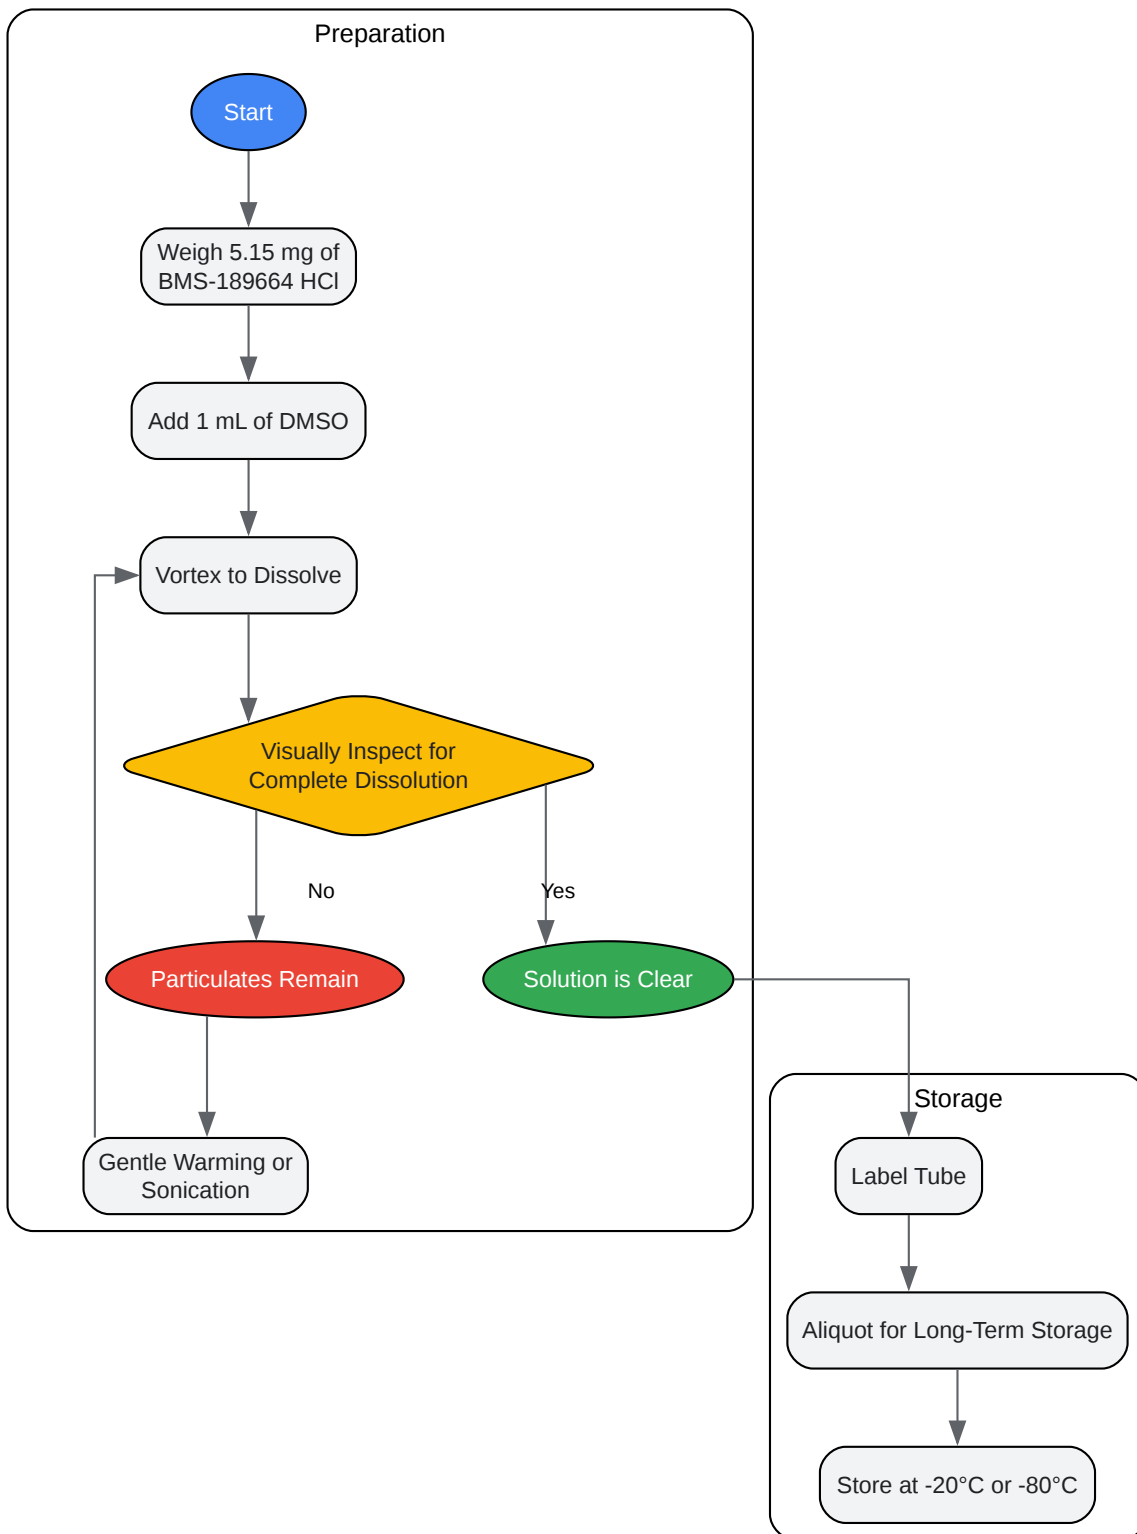 Preparation
Start
Weigh 5.15 mg of
BMS-189664 HCl
Add 1 mL of DMSO
Vortex to Dissolve
Visually Inspect for
Complete Dissolution
No
Yes
Particulates Remain
Solution is Clear
Gentle Warming or
Sonication
Storage
Label Tube
Aliquot for Long-Term Storage
Store at -20°C or -80°C